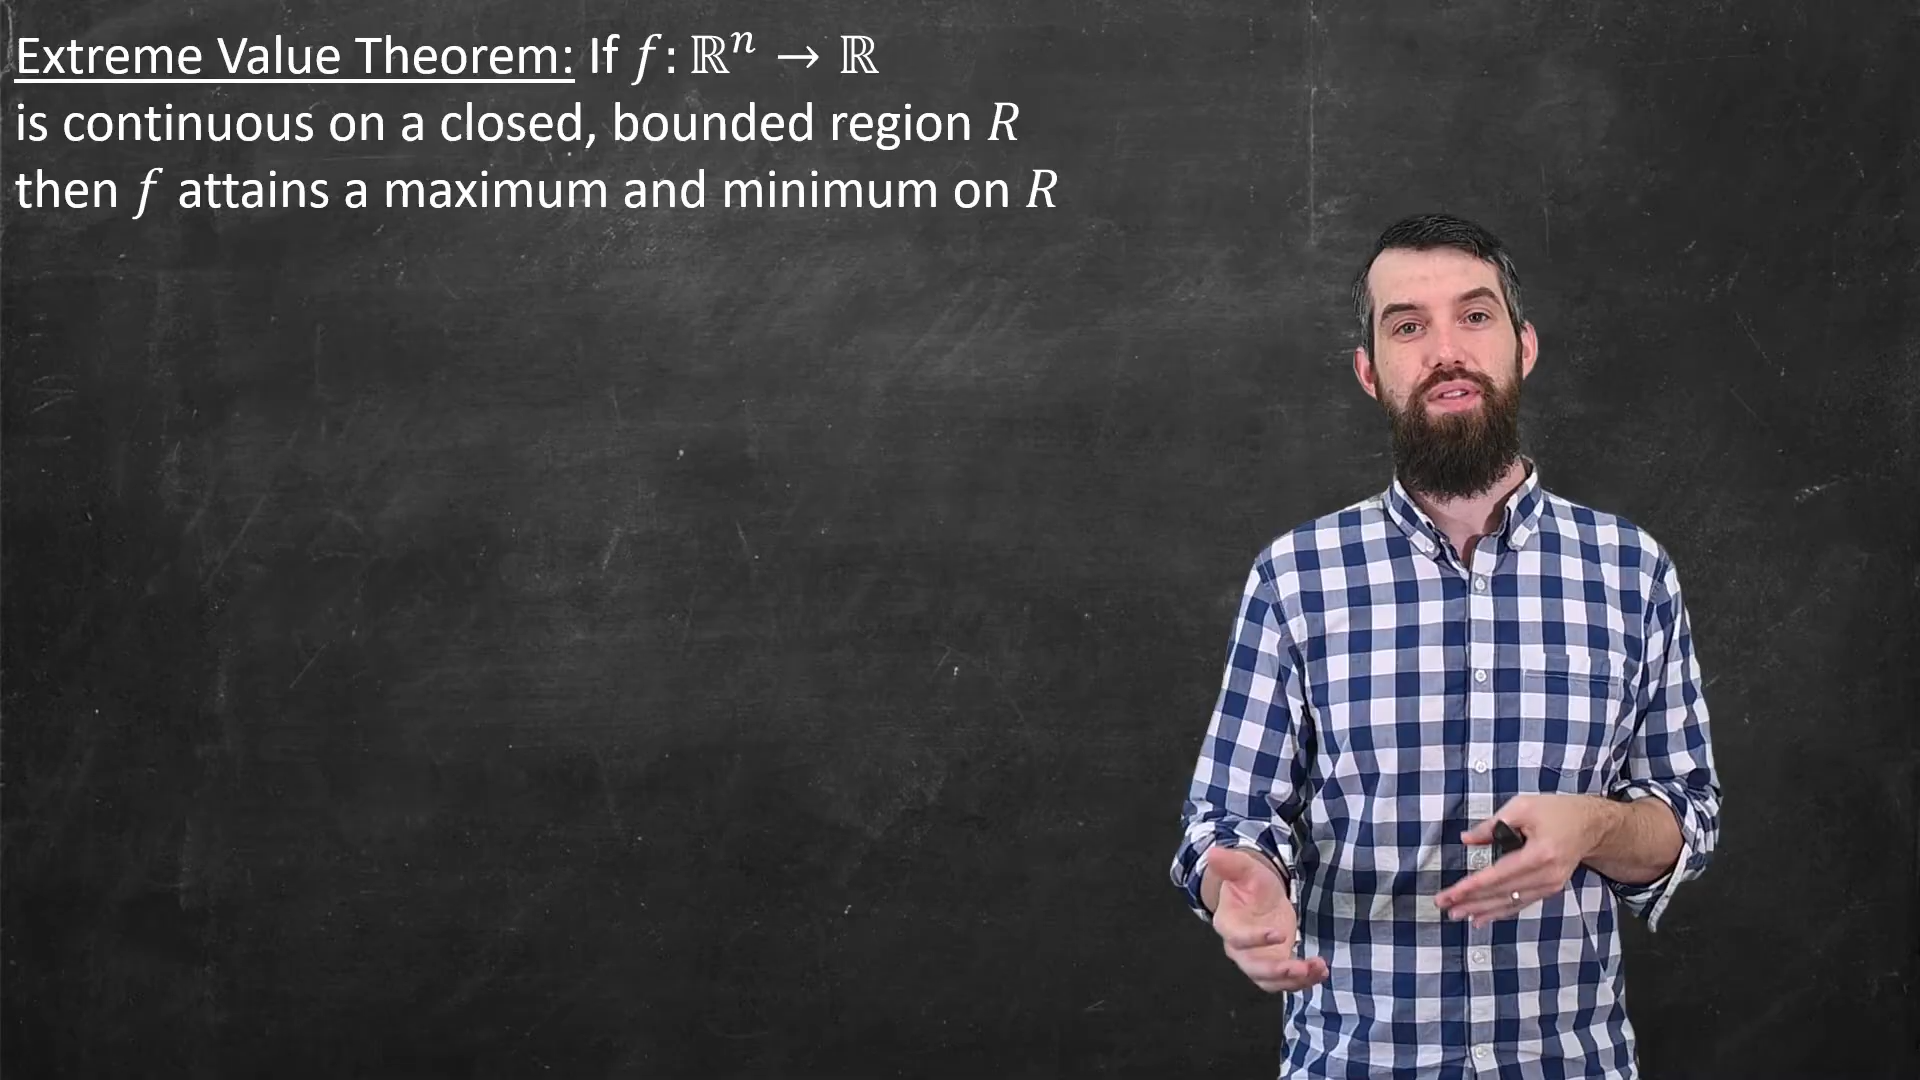 Extreme Value Theorem: If 𝑓: ℝⁿ → ℝ
is continuous on a closed, bounded region 𝑅
then 𝑓 attains a maximum and minimum on 𝑅